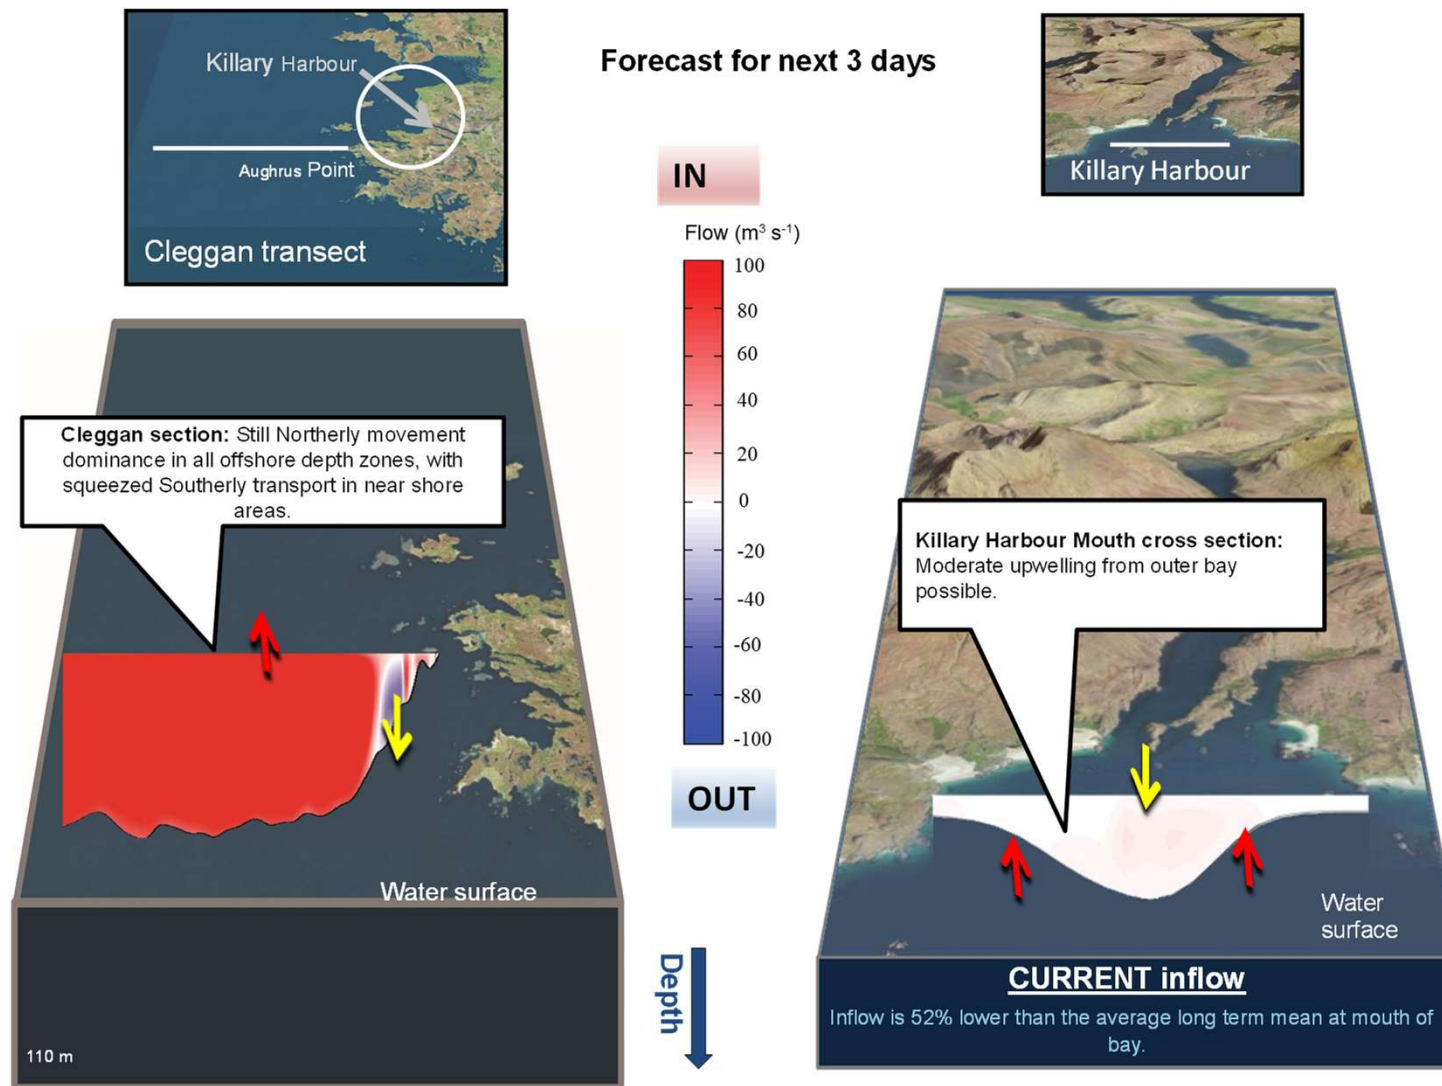 Forecast for next 3 days
Killary Harbour
Aughrus Point
Cleggan transect
Killary Harbour
IN
Flow (m³ s⁻¹)
100
80
60
40
20
0
-20
-40
-60
-80
-100
OUT
Cleggan section: Still Northerly movement
dominance in all offshore depth zones, with
squeezed Southerly transport in near shore
areas.
Water surface
110 m
Depth
Killary Harbour Mouth cross section:
Moderate upwelling from outer bay
possible.
Water
surface
CURRENT inflow
Inflow is 52% lower than the average long term mean at mouth of
bay.